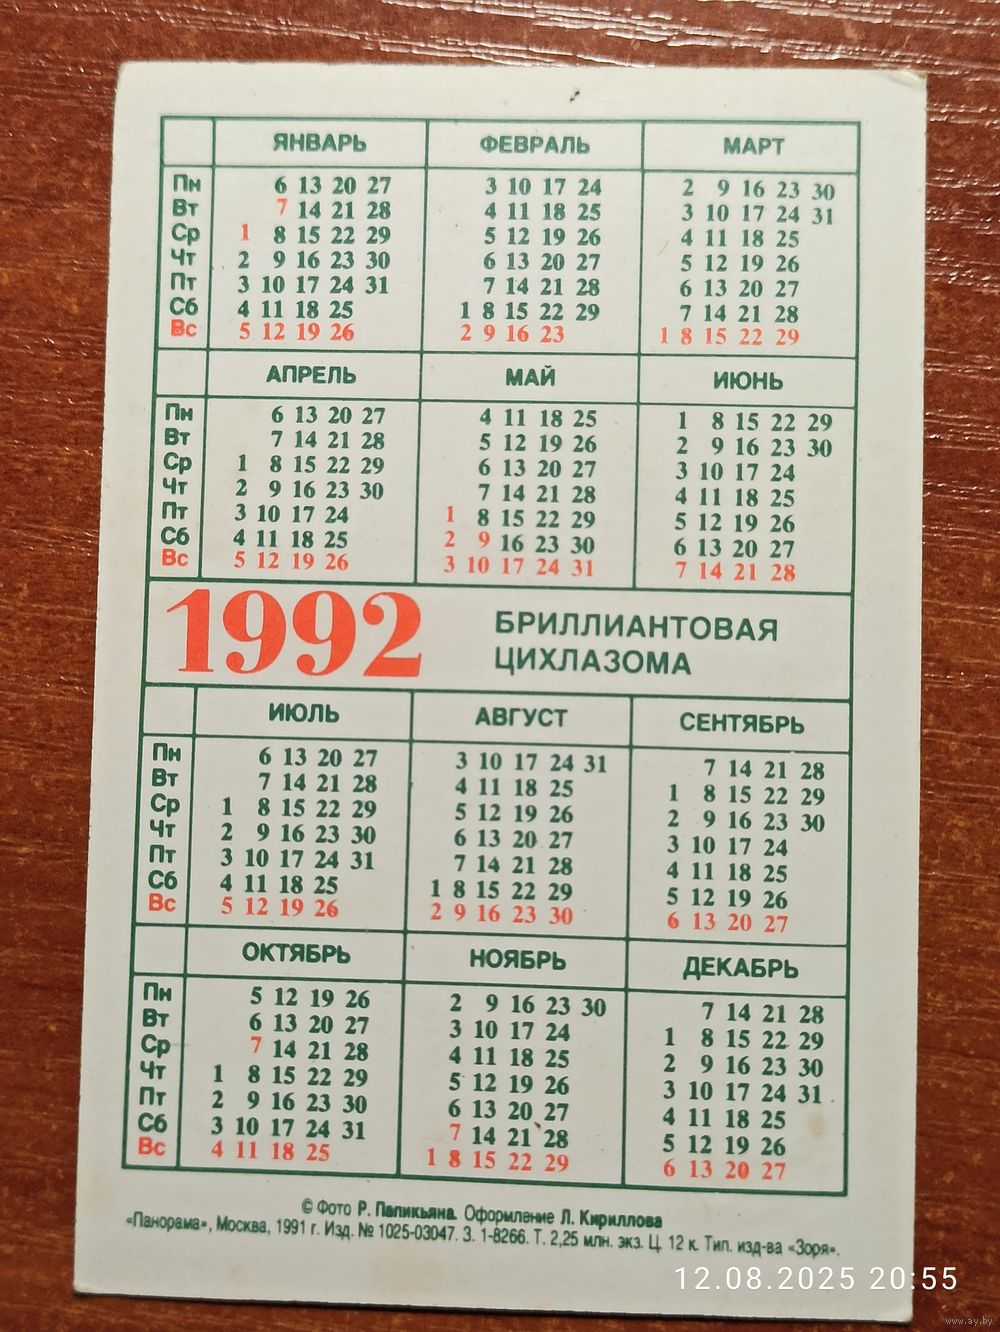 ЯНВАРЬ ФЕВРАЛЬ МАРТ
Пн 6 13 20 27 3 10 17 24 2 9 16 23 30
Вт 7 14 21 28 4 11 18 25 3 10 17 24 31
Ср 1 8 15 22 29 5 12 19 26 4 11 18 25
Чт 2 9 16 23 30 6 13 20 27 5 12 19 26
Пт 3 10 17 24 31 7 14 21 28 6 13 20 27
Сб 4 11 18 25 1 8 15 22 29 7 14 21 28
Вс 5 12 19 26 2 9 16 23 1 8 15 22 29
АПРЕЛЬ МАЙ ИЮНЬ
Пн 6 13 20 27 4 11 18 25 1 8 15 22 29
Вт 7 14 21 28 5 12 19 26 2 9 16 23 30
Ср 1 8 15 22 29 6 13 20 27 3 10 17 24
Чт 2 9 16 23 30 7 14 21 28 4 11 18 25
Пт 3 10 17 24 1 8 15 22 29 5 12 19 26
Сб 4 11 18 25 2 9 16 23 30 6 13 20 27
Вс 5 12 19 26 3 10 17 24 31 7 14 21 28
1992 БРИЛЛИАНТОВАЯ
ЦИХЛАЗОМА
ИЮЛЬ АВГУСТ СЕНТЯБРЬ
Пн 6 13 20 27 3 10 17 24 31 7 14 21 28
Вт 7 14 21 28 4 11 18 25 1 8 15 22 29
Ср 1 8 15 22 29 5 12 19 26 2 9 16 23 30
Чт 2 9 16 23 30 6 13 20 27 3 10 17 24
Пт 3 10 17 24 31 7 14 21 28 4 11 18 25
Сб 4 11 18 25 1 8 15 22 29 5 12 19 26
Вс 5 12 19 26 2 9 16 23 30 6 13 20 27
ОКТЯБРЬ НОЯБРЬ ДЕКАБРЬ
Пн 5 12 19 26 2 9 16 23 30 7 14 21 28
Вт 6 13 20 27 3 10 17 24 1 8 15 22 29
Ср 7 14 21 28 4 11 18 25 2 9 16 23 30
Чт 1 8 15 22 29 5 12 19 26 3 10 17 24 31
Пт 2 9 16 23 30 6 13 20 27 4 11 18 25
Сб 3 10 17 24 31 7 14 21 28 5 12 19 26
Вс 4 11 18 25 1 8 15 22 29 6 13 20 27
© Фото Р. Папикьяна. Оформление Л. Кириллова
«Панорама», Москва, 1991 г. Изд. № 1025-03047. З. 1-8266. Т. 2,25 млн. экз. Ц. 12 к. Тип. изд-ва «Зоря».
12.08.2025 20:55
www.ay.by